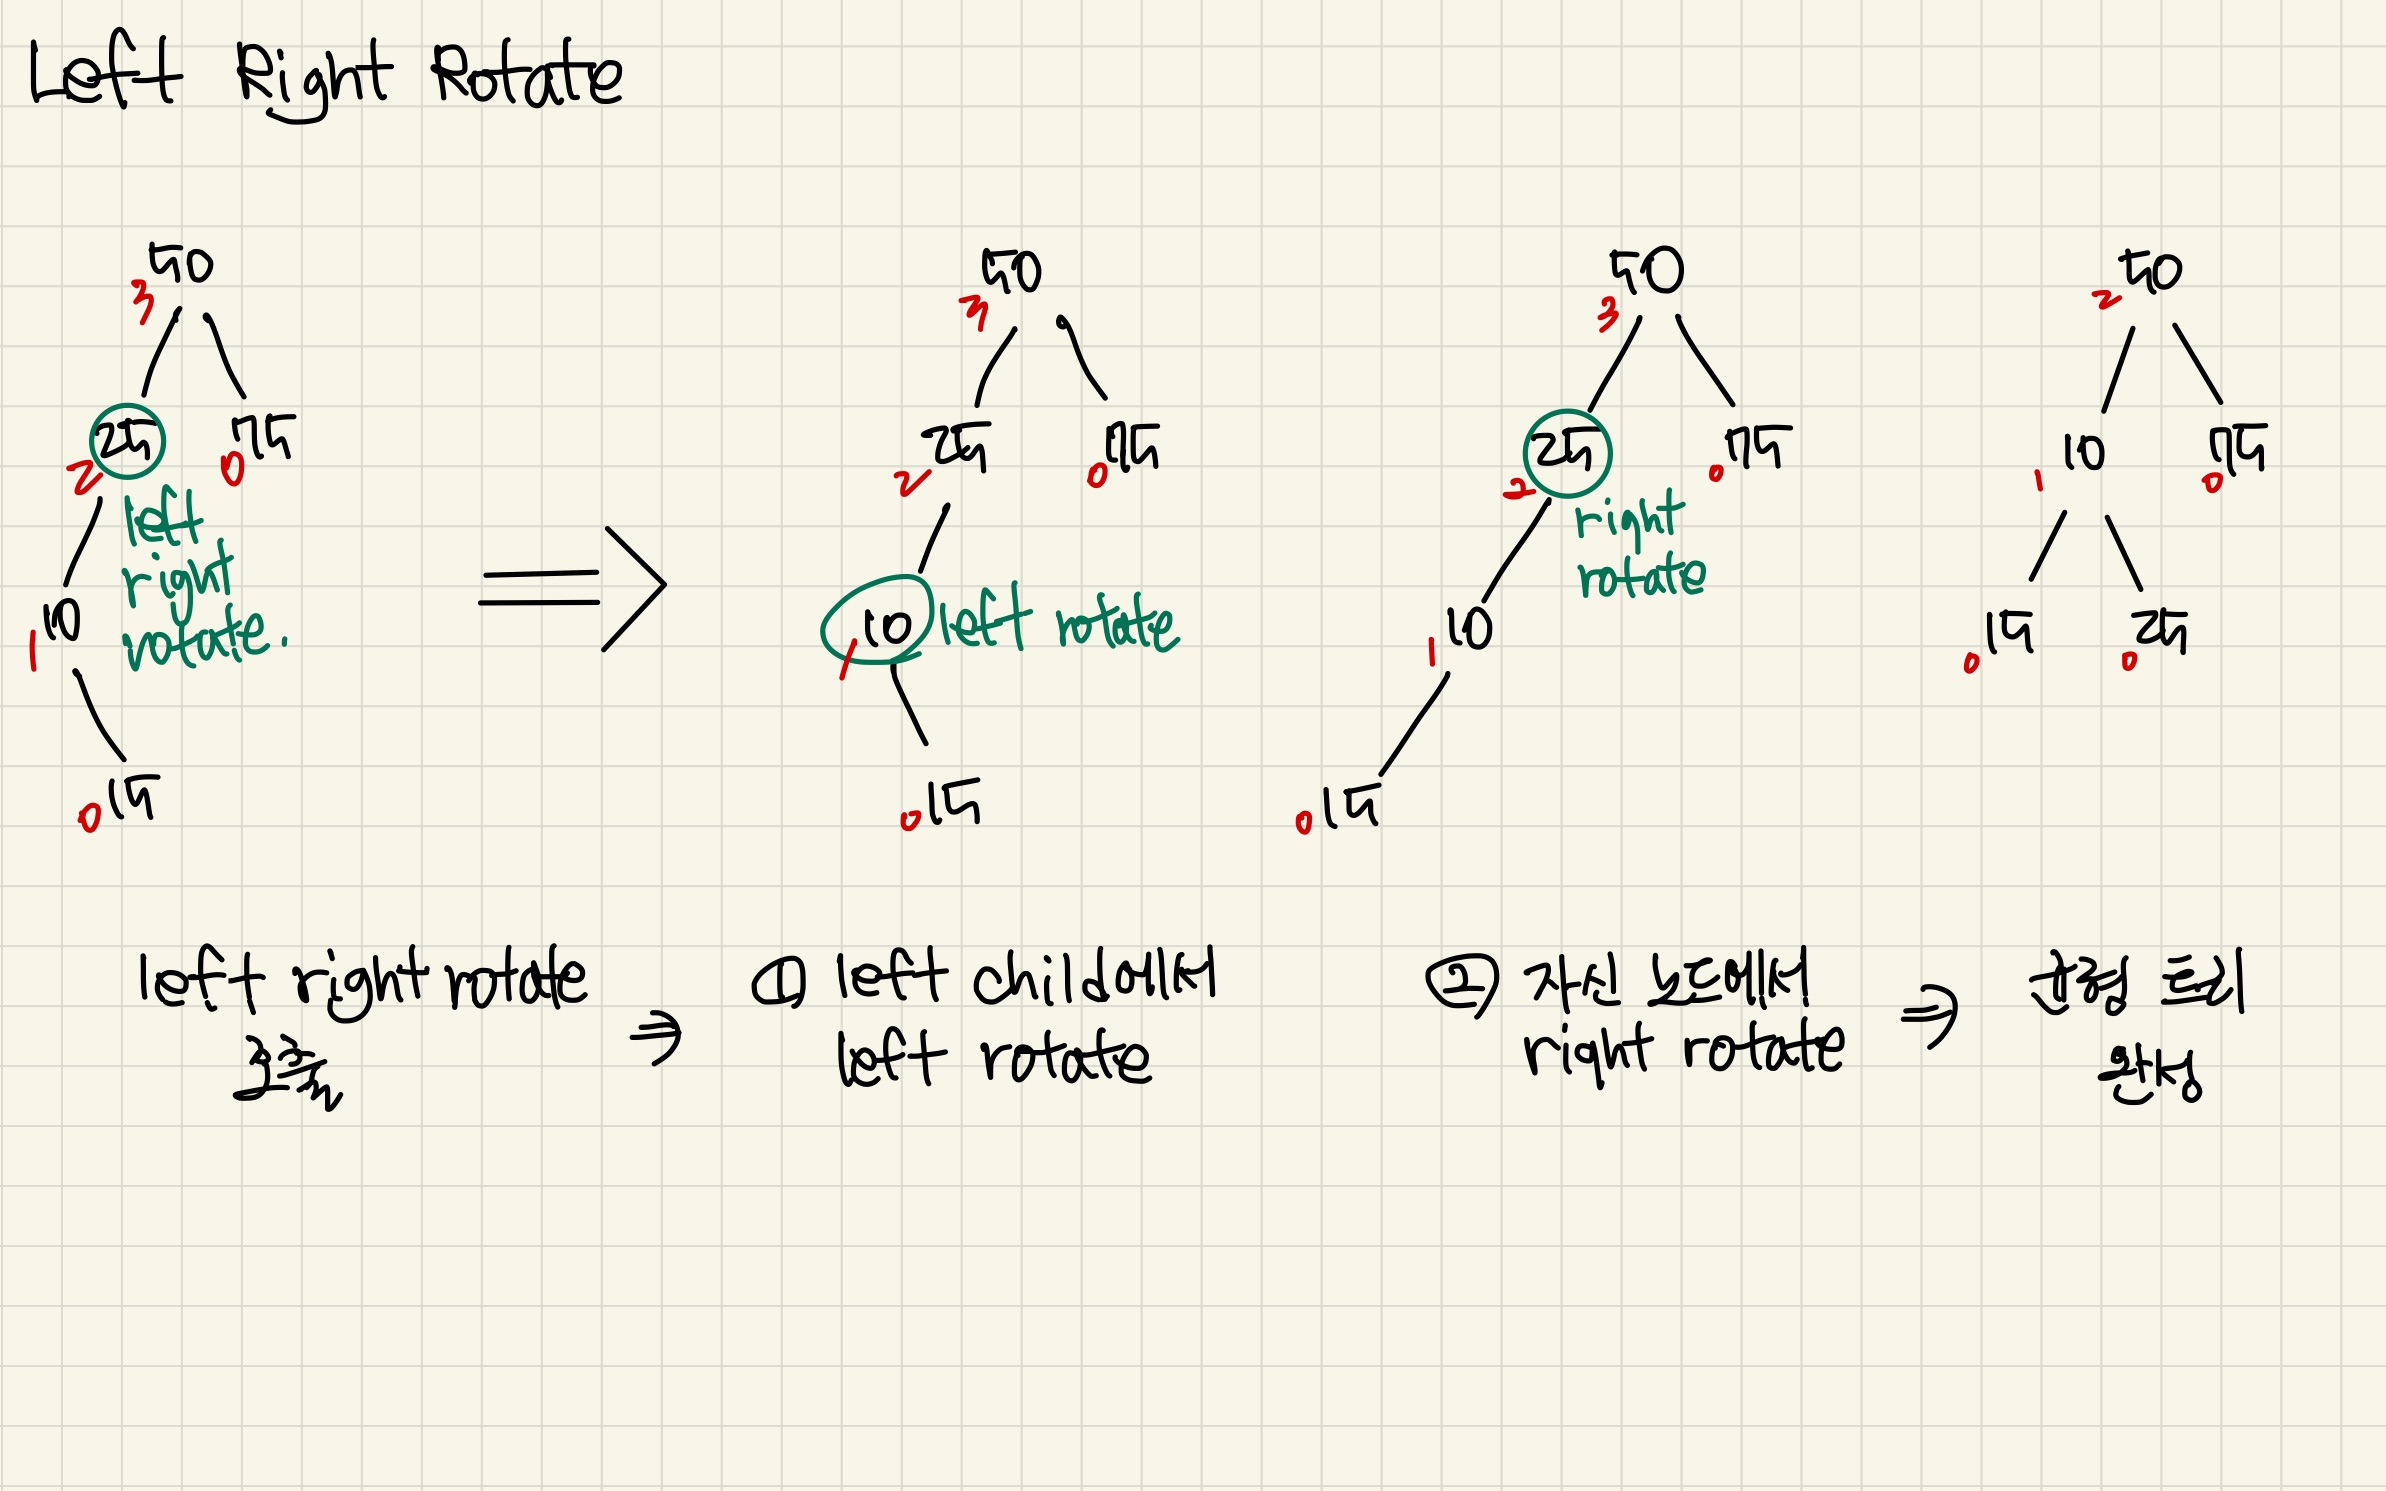 Left Right Rotate
50
3
25
2
75
0
left
right
rotate.
10
1
15
0
50
3
25
2
75
0
10
1
left rotate
15
0
50
3
25
2
75
0
right
rotate
10
1
15
0
50
2
10
1
75
0
15
0
25
0
left right rotate
호출
① left child에서
left rotate
② 자신 노드에서
right rotate
균형 트리
완성